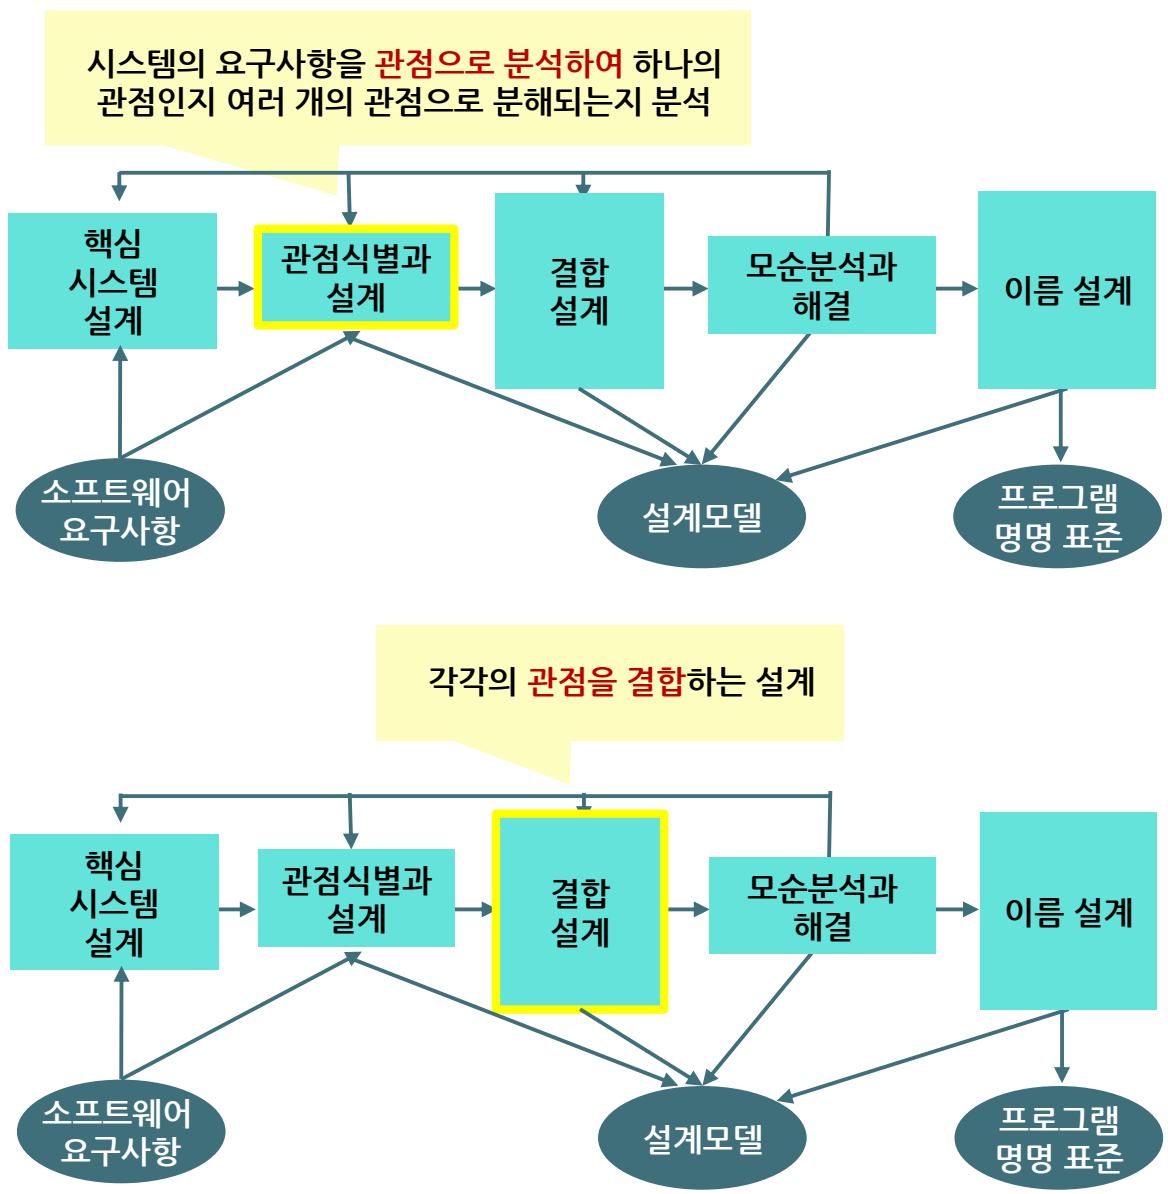 시스템의 요구사항을 관점으로 분석하여 하나의
관점인지 여러 개의 관점으로 분해되는지 분석
핵심
시스템
설계
관점식별과
설계
결합
설계
모순분석과
해결
이름 설계
소프트웨어
요구사항
설계모델
프로그램
명명 표준
각각의 관점을 결합하는 설계
핵심
시스템
설계
관점식별과
설계
결합
설계
모순분석과
해결
이름 설계
소프트웨어
요구사항
설계모델
프로그램
명명 표준